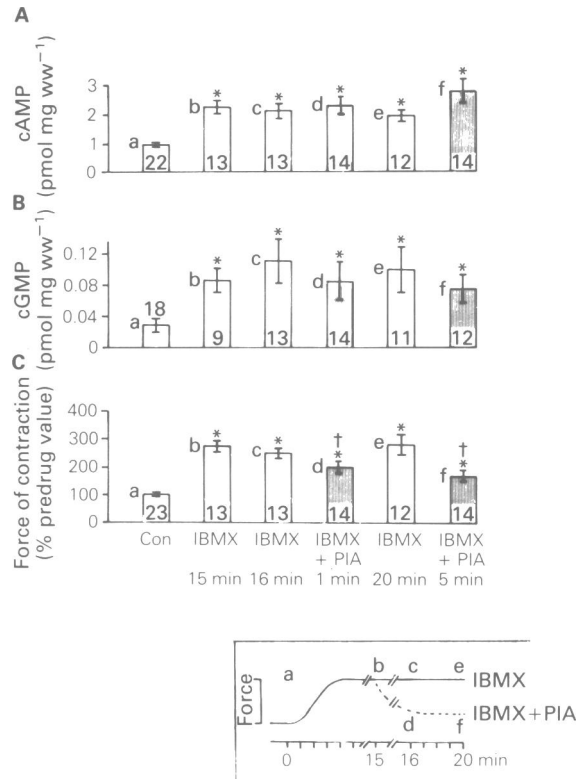 A
cAMP
(pmol mg ww⁻¹)
3
2
1
0
a
b
c
d
e
f
*
*
*
*
*
22
13
13
14
12
14
B
cGMP
(pmol mg ww⁻¹)
0.12
0.08
0.04
0
18
a
b
c
d
e
f
*
*
*
*
*
9
13
14
11
12
C
Force of contraction
(% predrug value)
400
300
200
100
0
a
b
c
d
e
f
*
*
†
*
*
†
*
23
13
13
14
12
14
Con
IBMX
15 min
IBMX
16 min
IBMX
+ PIA
1 min
IBMX
20 min
IBMX
+ PIA
5 min
Force
a
b
c
e
IBMX
IBMX+PIA
d
f
0
15
16
20 min